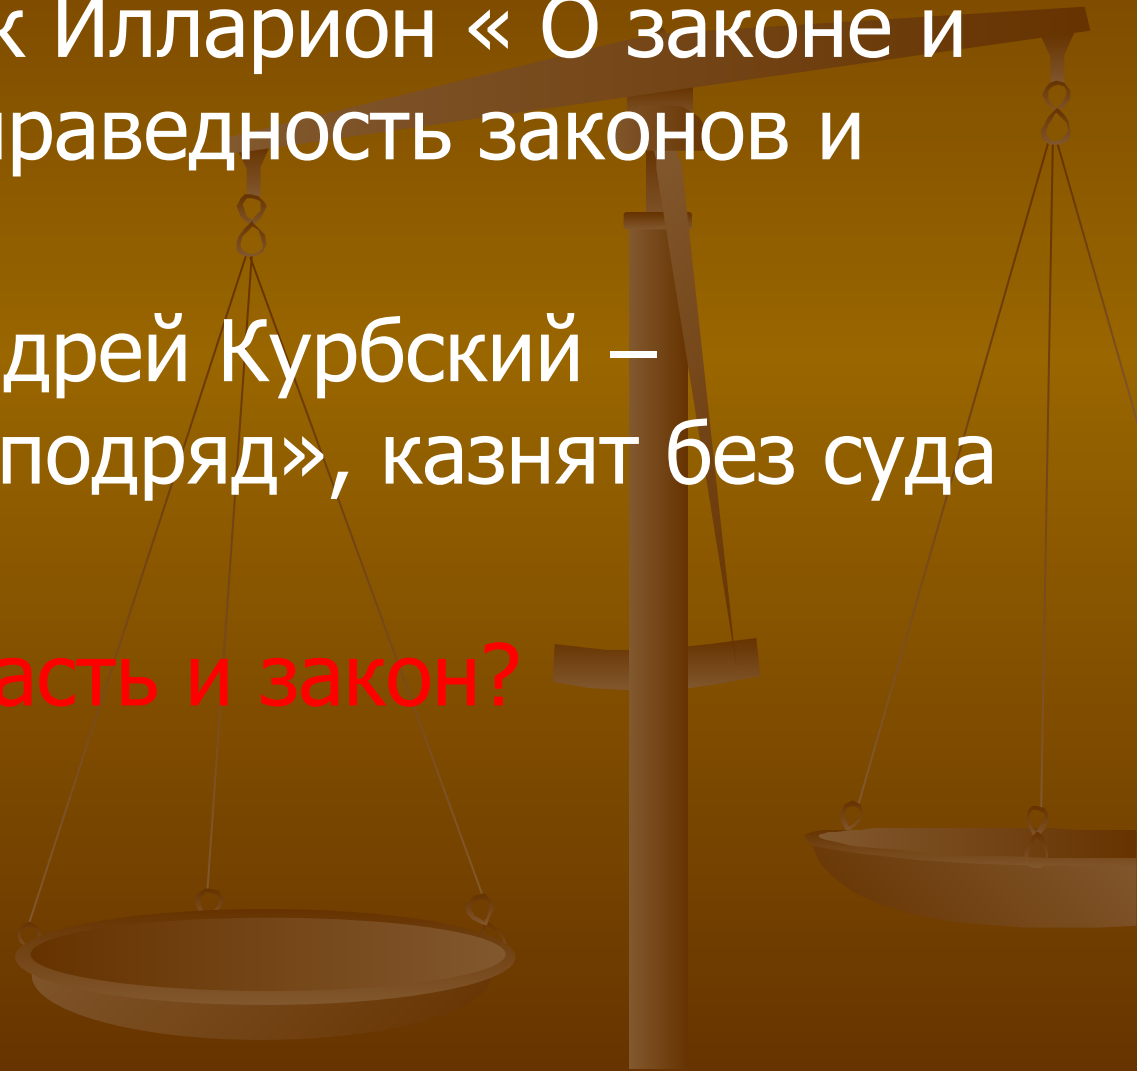 к Илларион « О законе и
праведность законов и
дрей Курбский –
подряд», казнят без суда
асть и закон?